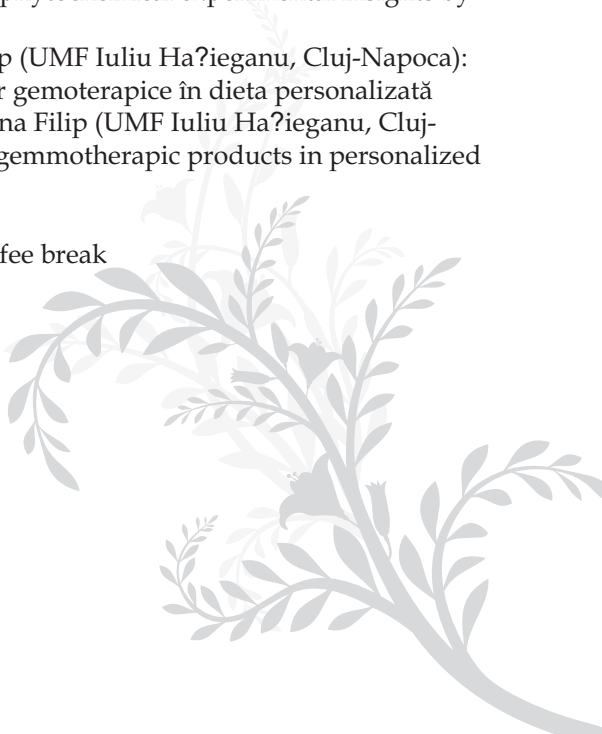 p (UMF Iuliu Ha?ieganu, Cluj-Napoca):
r gemoterapice în dieta personalizată
na Filip (UMF Iuliu Ha?ieganu, Cluj-
gemmotherapic products in personalized
fee break